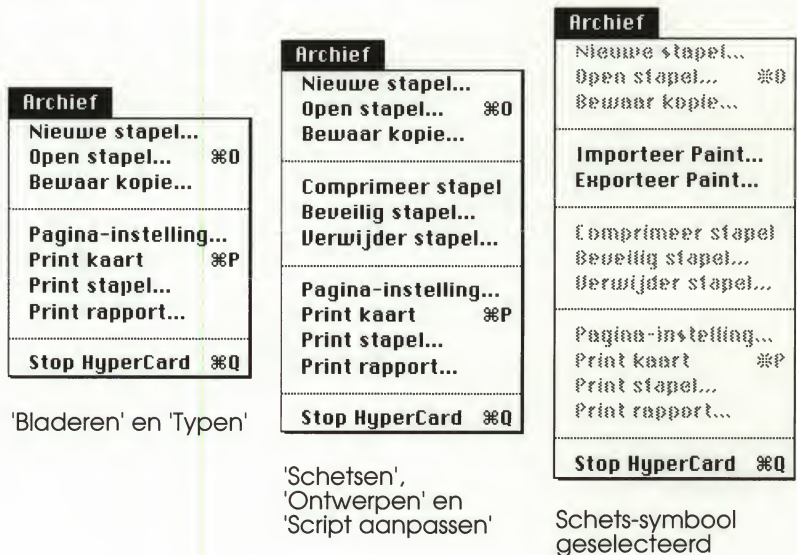 Archief
Nieuwe stapel...
Open stapel... ⌘O
Bewaar kopie...
Pagina-instelling...
Print kaart ⌘P
Print stapel...
Print rapport...
Stop HyperCard ⌘Q
'Bladeren' en 'Typen'
Archief
Nieuwe stapel...
Open stapel... ⌘O
Bewaar kopie...
Comprimeer stapel
Beveilig stapel...
Verwijder stapel...
Pagina-instelling...
Print kaart ⌘P
Print stapel...
Print rapport...
Stop HyperCard ⌘Q
'Schetsen',
'Ontwerpen' en
'Script aanpassen'
Archief
Nieuwe stapel...
Open stapel... ⌘O
Bewaar kopie...
Importeer Paint...
Exporteer Paint...
Comprimeer stapel
Beveilig stapel...
Verwijder stapel...
Pagina-instelling...
Print kaart ⌘P
Print stapel...
Print rapport...
Stop HyperCard ⌘Q
Schets-symbool
geselecteerd